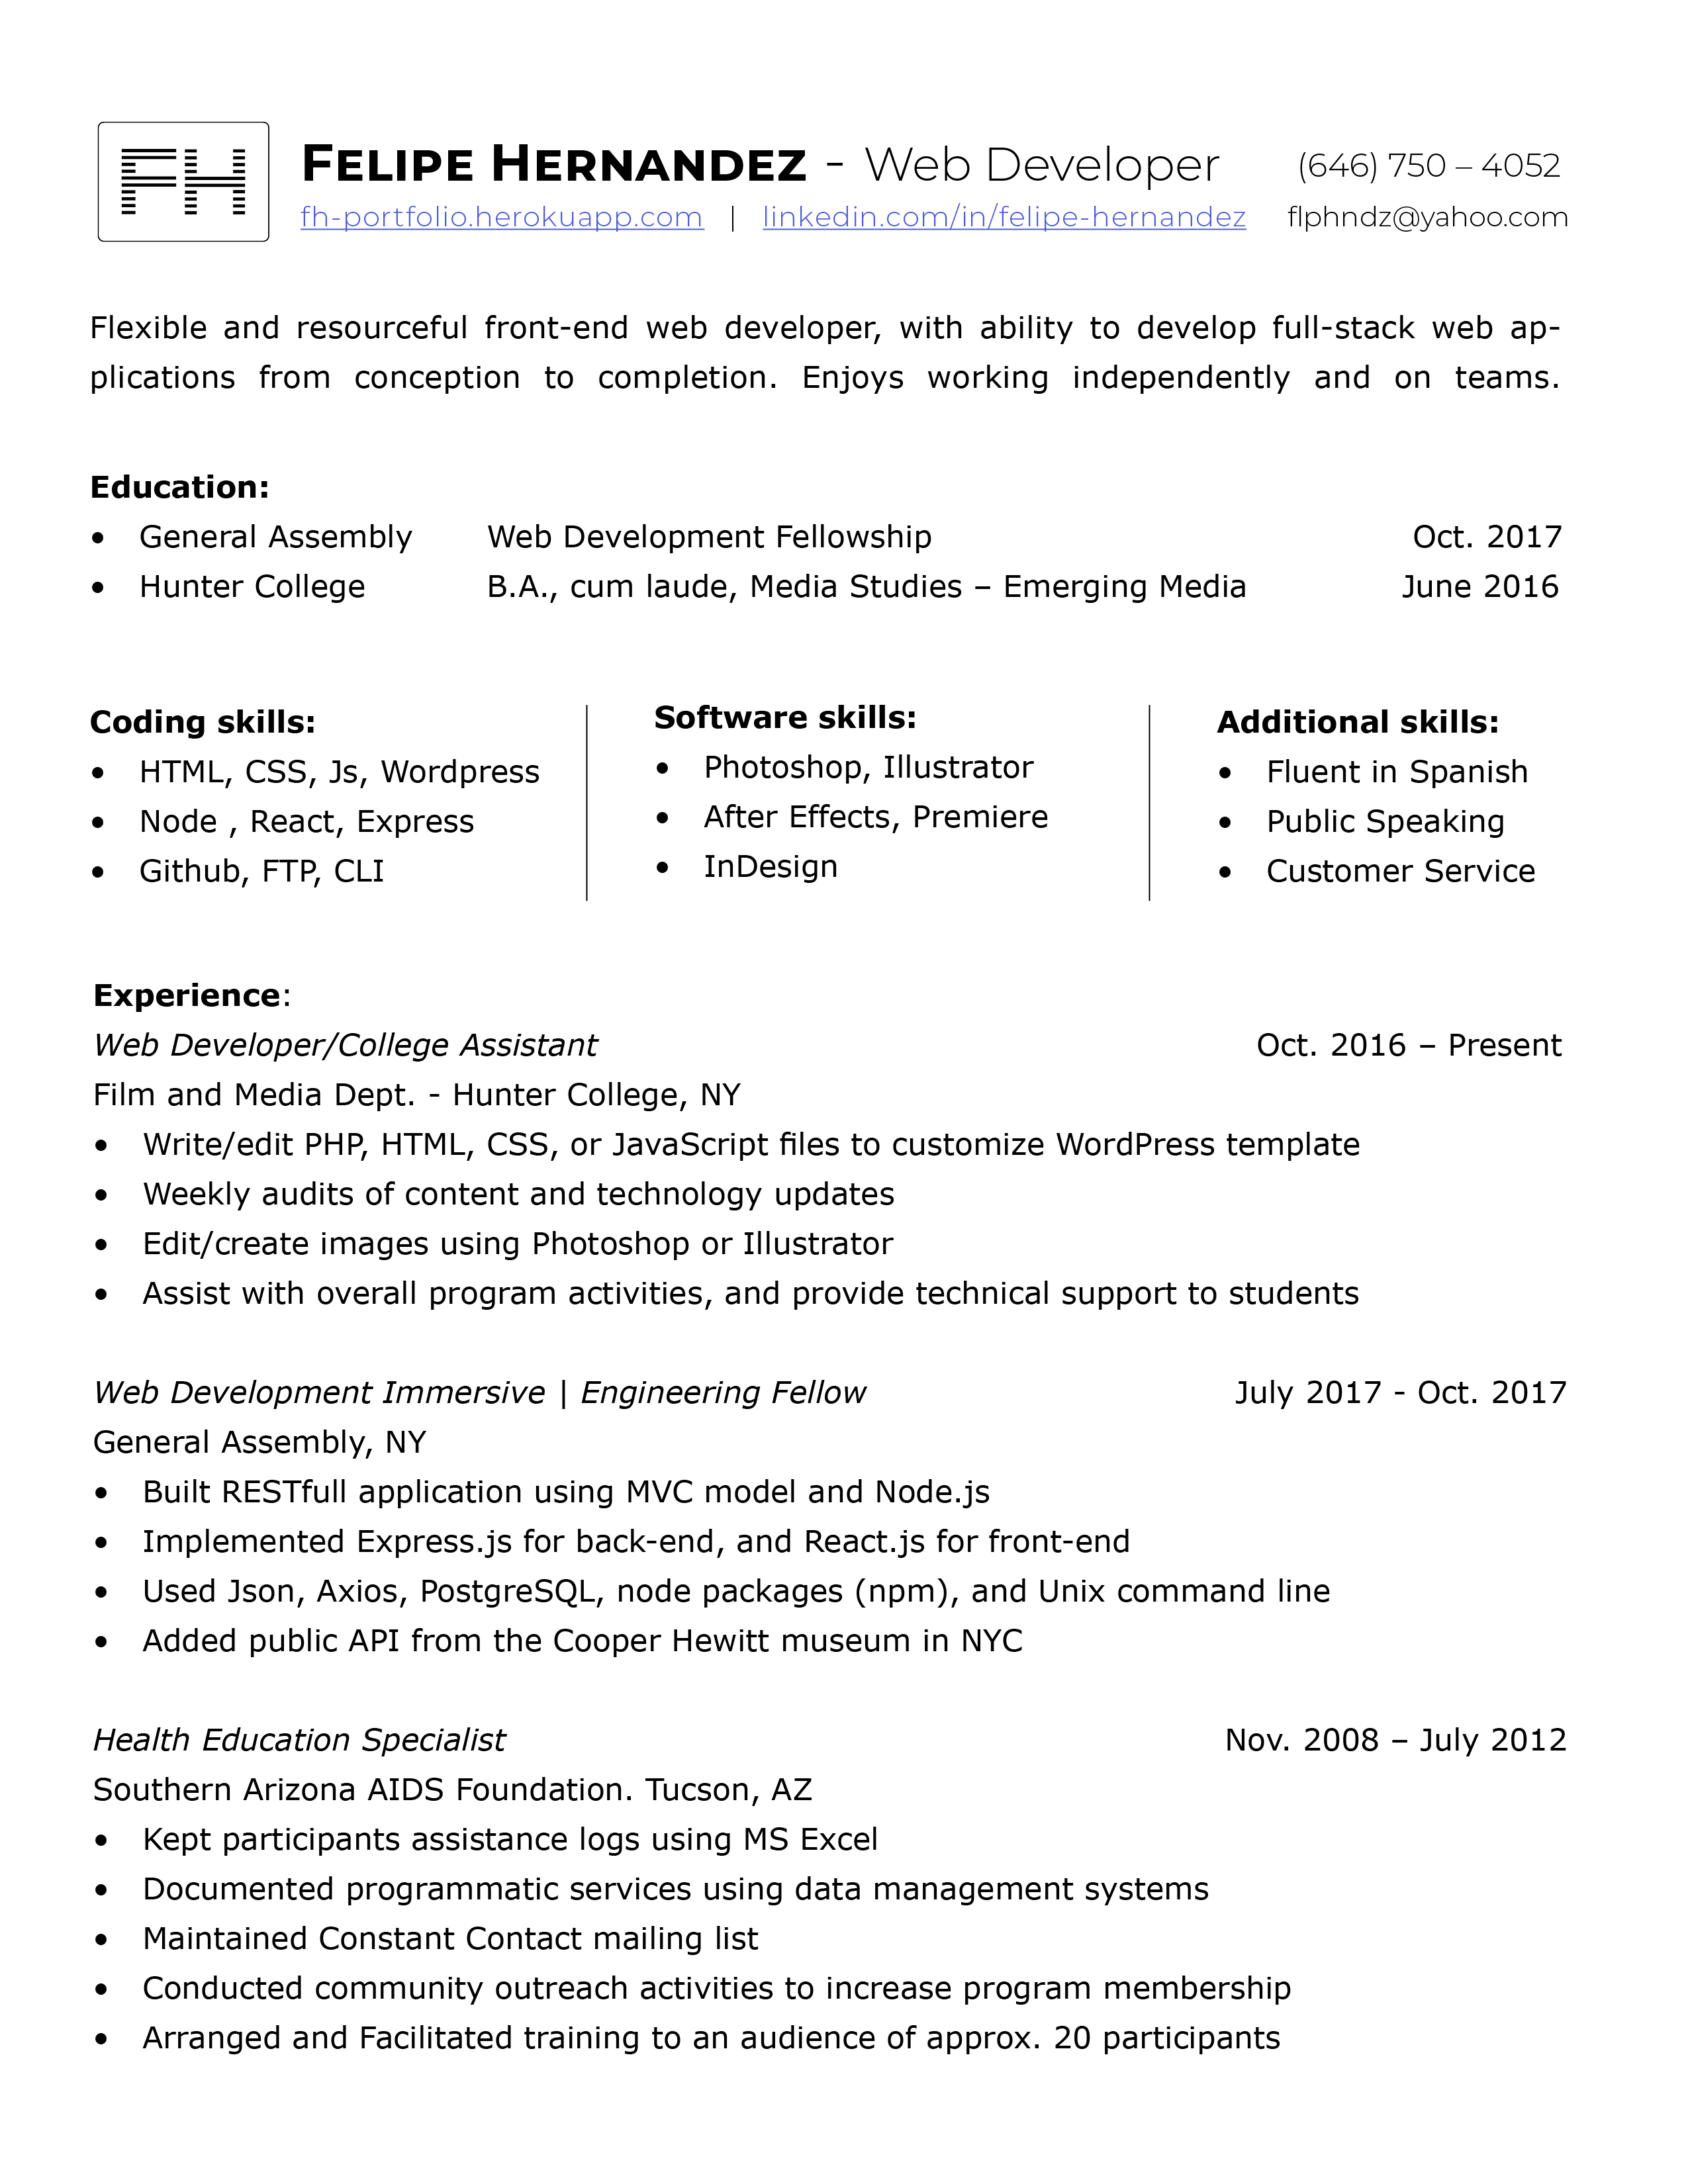 FH
FELIPE HERNANDEZ - Web Developer
(646) 750 – 4052
fh-portfolio.herokuapp.com | linkedin.com/in/felipe-hernandez
flphndz@yahoo.com
Flexible and resourceful front-end web developer, with ability to develop full-stack web ap-
plications from conception to completion. Enjoys working independently and on teams.
Education:
• General Assembly Web Development Fellowship Oct. 2017
• Hunter College B.A., cum laude, Media Studies – Emerging Media June 2016
Coding skills:
• HTML, CSS, Js, Wordpress
• Node , React, Express
• Github, FTP, CLI
Software skills:
• Photoshop, Illustrator
• After Effects, Premiere
• InDesign
Additional skills:
• Fluent in Spanish
• Public Speaking
• Customer Service
Experience:
Web Developer/College Assistant Oct. 2016 – Present
Film and Media Dept. - Hunter College, NY
• Write/edit PHP, HTML, CSS, or JavaScript files to customize WordPress template
• Weekly audits of content and technology updates
• Edit/create images using Photoshop or Illustrator
• Assist with overall program activities, and provide technical support to students
Web Development Immersive | Engineering Fellow July 2017 - Oct. 2017
General Assembly, NY
• Built RESTfull application using MVC model and Node.js
• Implemented Express.js for back-end, and React.js for front-end
• Used Json, Axios, PostgreSQL, node packages (npm), and Unix command line
• Added public API from the Cooper Hewitt museum in NYC
Health Education Specialist Nov. 2008 – July 2012
Southern Arizona AIDS Foundation. Tucson, AZ
• Kept participants assistance logs using MS Excel
• Documented programmatic services using data management systems
• Maintained Constant Contact mailing list
• Conducted community outreach activities to increase program membership
• Arranged and Facilitated training to an audience of approx. 20 participants